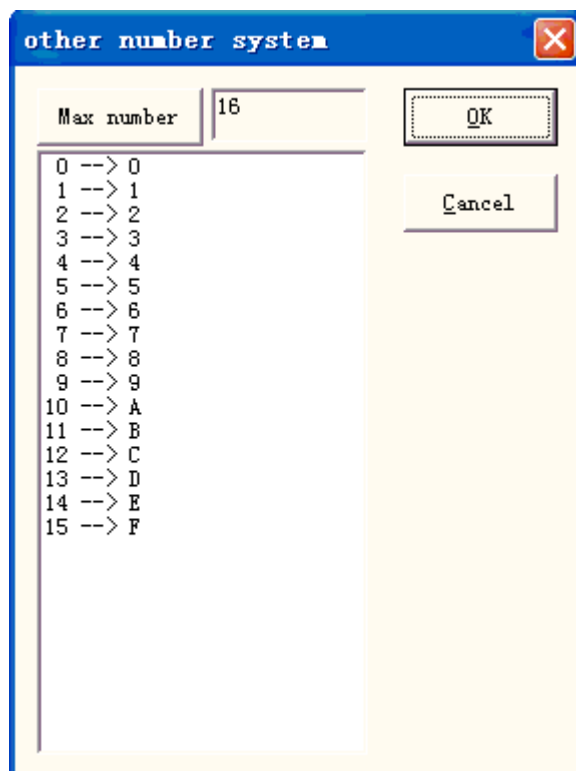 other number system
Max number
16
OK
0 --> 0
1 --> 1
2 --> 2
3 --> 3
4 --> 4
5 --> 5
6 --> 6
7 --> 7
8 --> 8
9 --> 9
10 --> A
11 --> B
12 --> C
13 --> D
14 --> E
15 --> F
Cancel